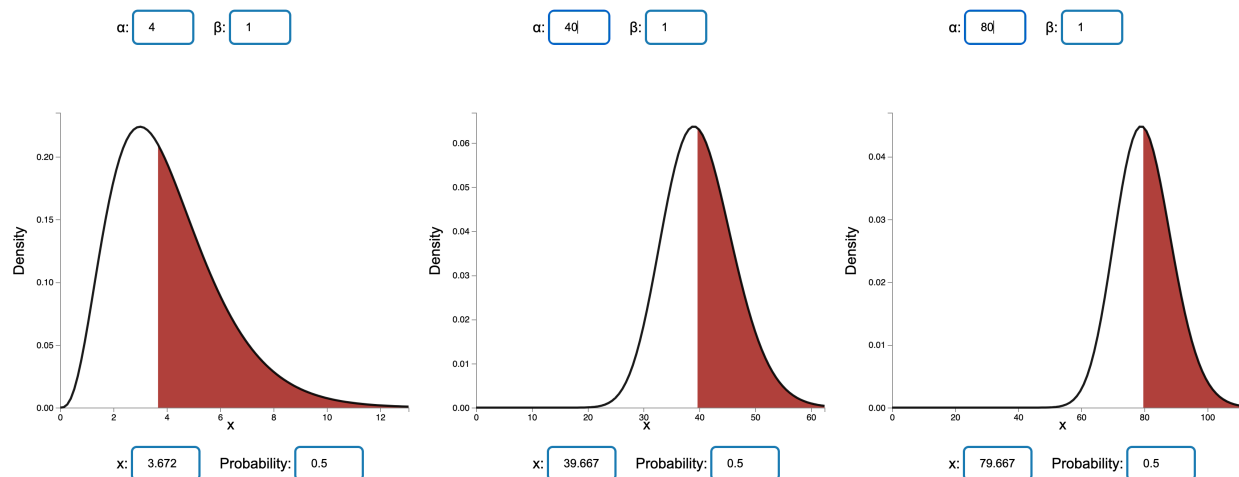 α: 4 β: 1
α: 40 β: 1
α: 80 β: 1
Density
0.20
0.15
0.10
0.05
0.00
0 2 4 6 8 10 12
x
x: 3.672 Probability: 0.5
Density
0.06
0.05
0.04
0.03
0.02
0.01
0.00
0 10 20 30 40 50 60
x
x: 39.667 Probability: 0.5
Density
0.04
0.03
0.02
0.01
0.00
0 20 40 60 80 100
x
x: 79.667 Probability: 0.5